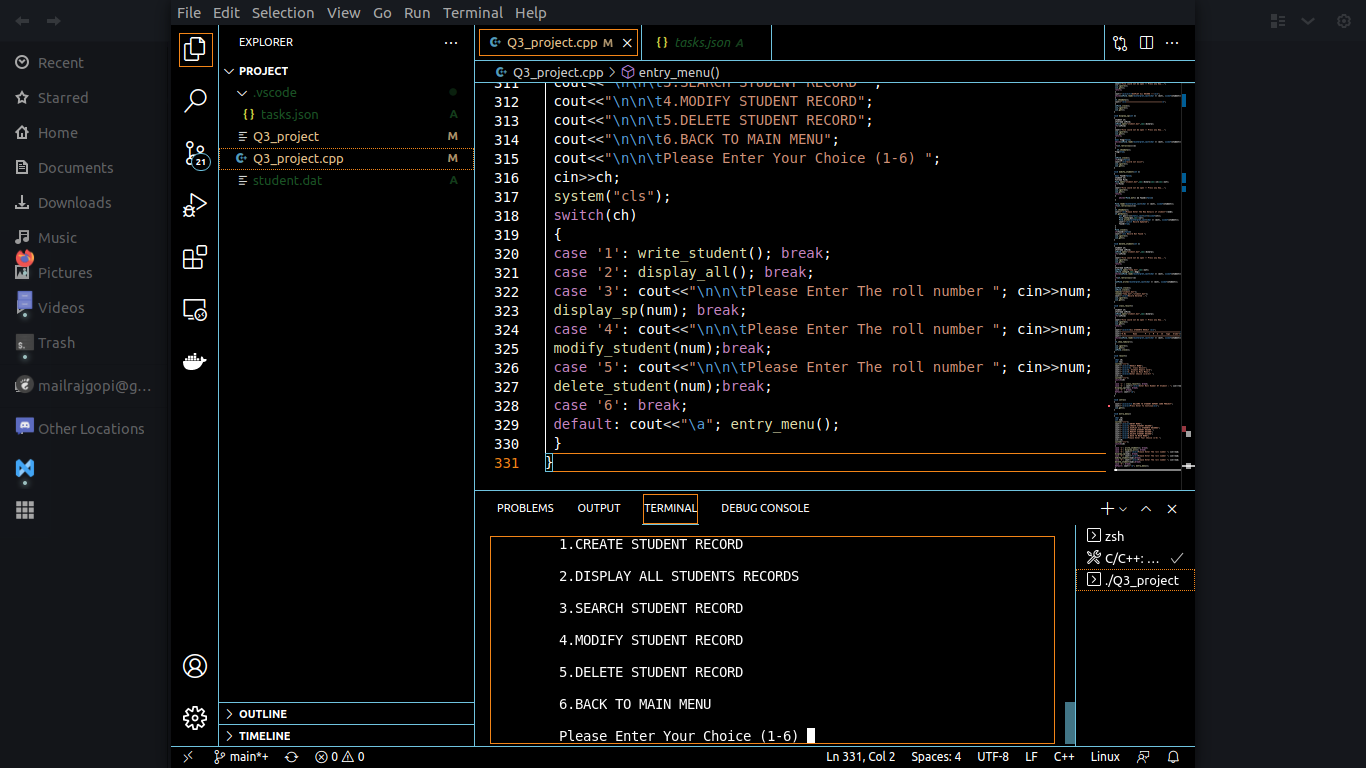 File Edit Selection View Go Run Terminal Help
Recent
Starred
Home
Documents
Downloads
Music
Pictures
Videos
Trash
mailrajgopi@g...
Other Locations
21
EXPLORER ...
PROJECT
.vscode
{} tasks.json A
Q3_project M
Q3_project.cpp M
student.dat A
OUTLINE
TIMELINE
Q3_project.cpp M
{} tasks.json A
Q3_project.cpp > entry_menu()
311 cout<<"\n\n\t3.SEARCH STUDENT RECORD ";
312 cout<<"\n\n\t4.MODIFY STUDENT RECORD";
313 cout<<"\n\n\t5.DELETE STUDENT RECORD";
314 cout<<"\n\n\t6.BACK TO MAIN MENU";
315 cout<<"\n\n\tPlease Enter Your Choice (1-6) ";
316 cin>>ch;
317 system("cls");
318 switch(ch)
319 {
320 case '1': write_student(); break;
321 case '2': display_all(); break;
322 case '3': cout<<"\n\n\tPlease Enter The roll number "; cin>>num;
323 display_sp(num); break;
324 case '4': cout<<"\n\n\tPlease Enter The roll number "; cin>>num;
325 modify_student(num);break;
326 case '5': cout<<"\n\n\tPlease Enter The roll number "; cin>>num;
327 delete_student(num);break;
328 case '6': break;
329 default: cout<<"\a"; entry_menu();
330 }
331 }
PROBLEMS OUTPUT TERMINAL DEBUG CONSOLE
1.CREATE STUDENT RECORD
2.DISPLAY ALL STUDENTS RECORDS
3.SEARCH STUDENT RECORD
4.MODIFY STUDENT RECORD
5.DELETE STUDENT RECORD
6.BACK TO MAIN MENU
Please Enter Your Choice (1-6)
zsh
C/C++: ...
./Q3_project
main*+ 0 0 Ln 331, Col 2 Spaces: 4 UTF-8 LF C++ Linux